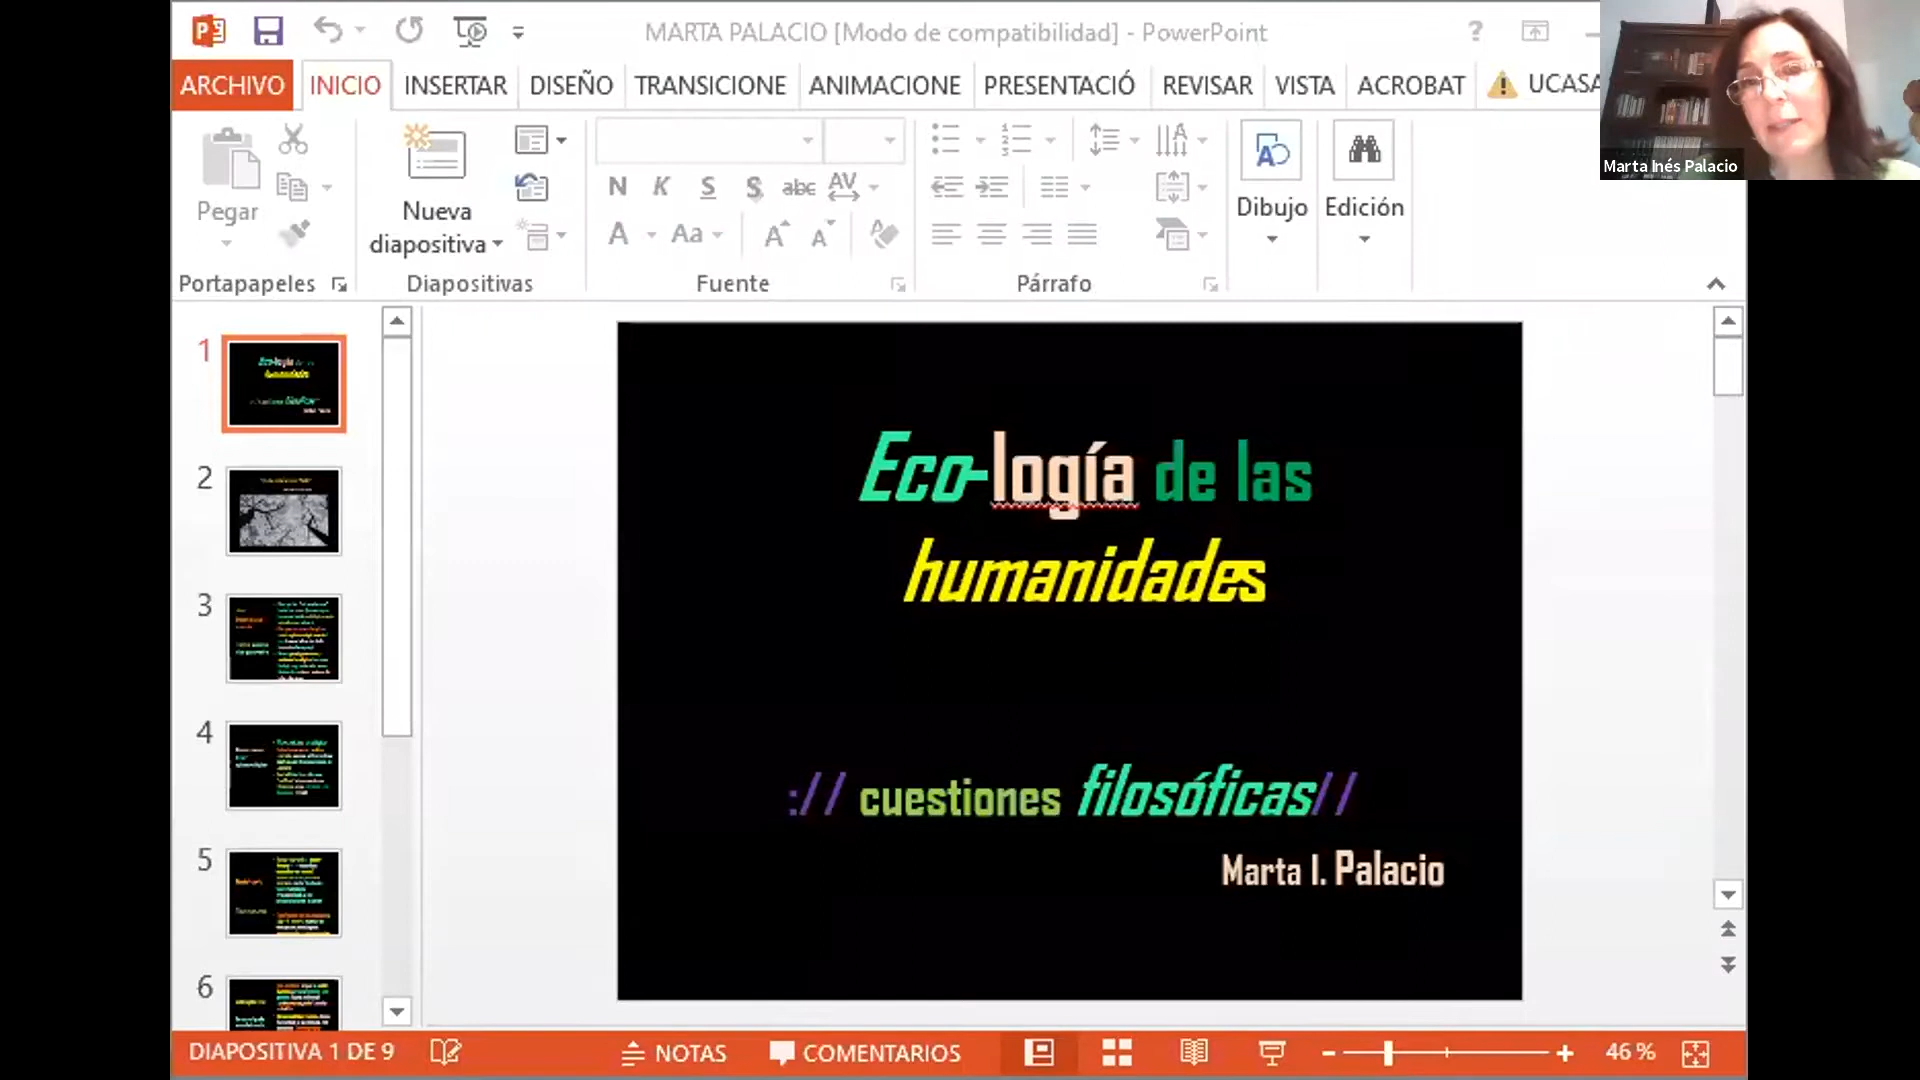 MARTA PALACIO [Modo de compatibilidad] - PowerPoint
?
ARCHIVO INICIO INSERTAR DISEÑO TRANSICIONE ANIMACIONE PRESENTACIÓ REVISAR VISTA ACROBAT UCASA
Marta Inés Palacio
Pegar
Nueva
diapositiva
N K S S abc AV
A Aa A A
Dibujo
Edición
Portapapeles
Diapositivas
Fuente
Párrafo
1
2
3
4
5
6
Eco-logía de las
humanidades
:// cuestiones filosóficas//
Marta I. Palacio
DIAPOSITIVA 1 DE 9
NOTAS
COMENTARIOS
46 %